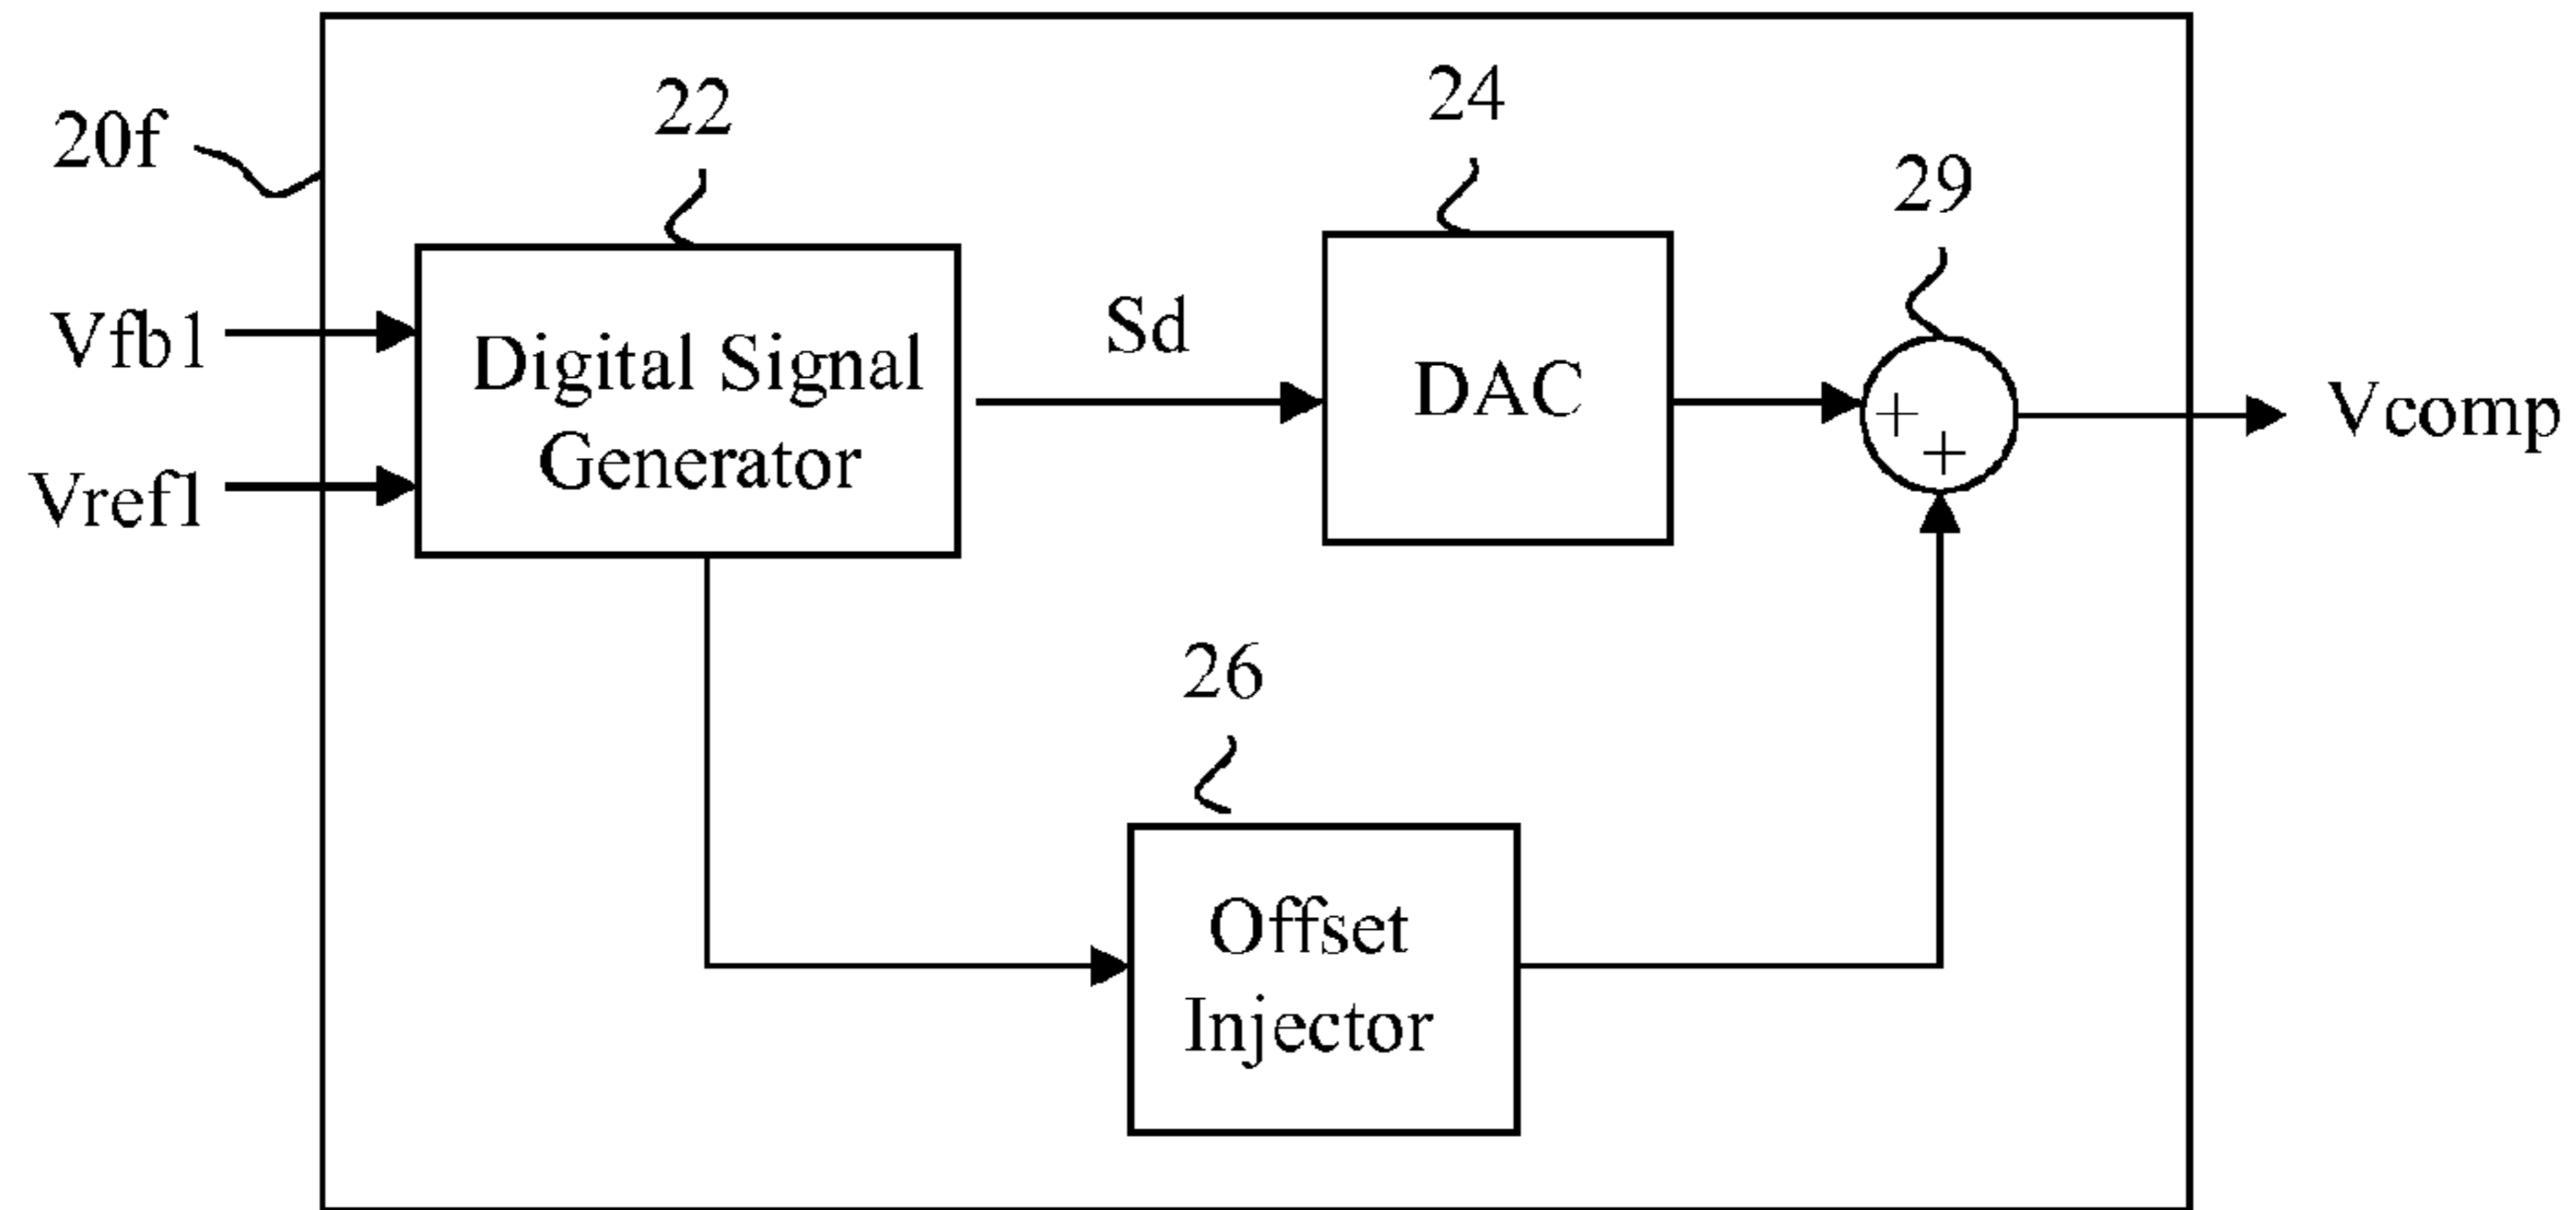 20f
22
24
29
Vfb1
Vref1
Digital Signal
Generator
Sd
DAC
+
+
Vcomp
26
Offset
Injector